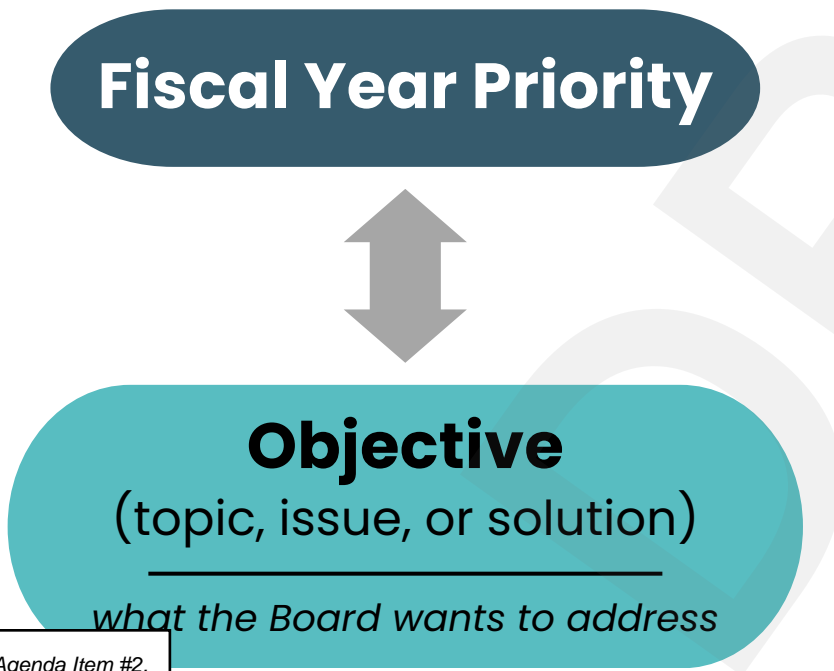 Fiscal Year Priority
Objective
(topic, issue, or solution)
what the Board wants to address
Agenda Item #2.